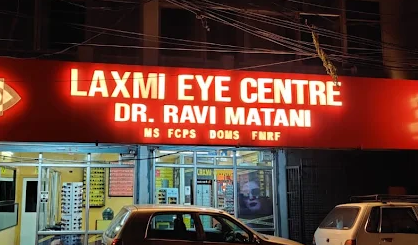 LAXMI EYE CENTRE
DR. RAVI MATANI
MS FCPS DOMS FMRF